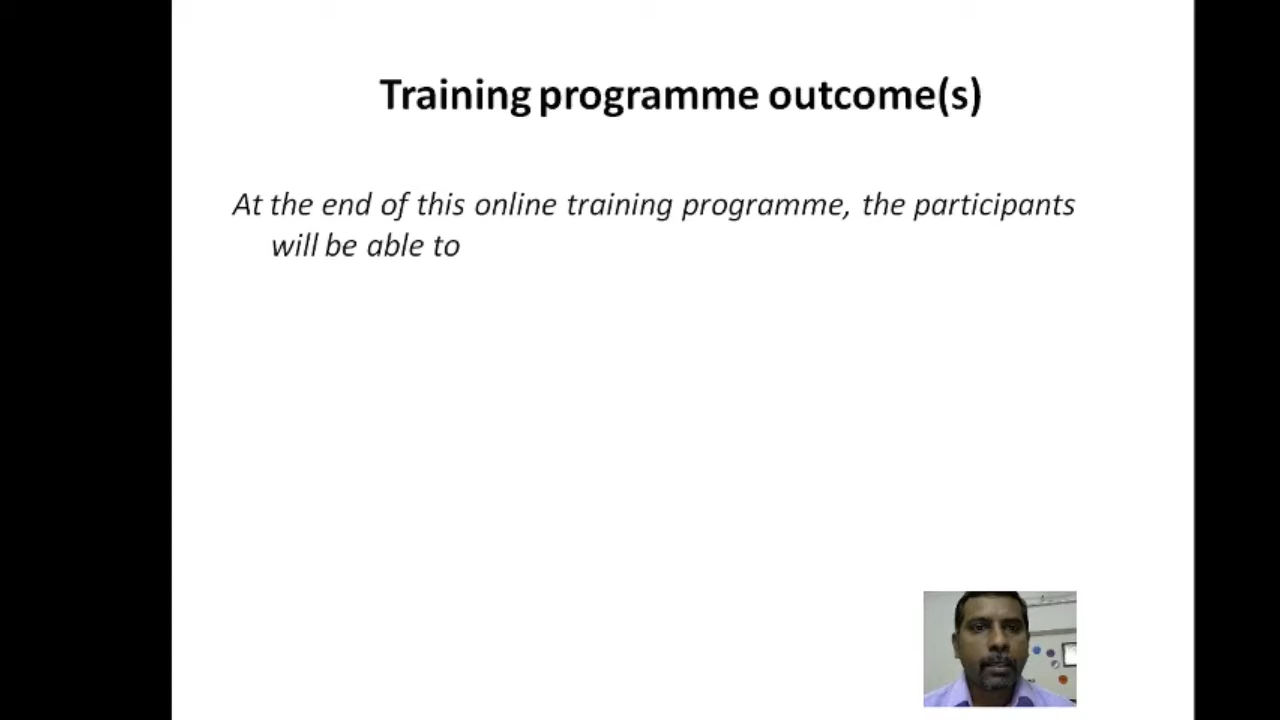 Training programme outcome(s)
At the end of this online training programme, the participants
will be able to